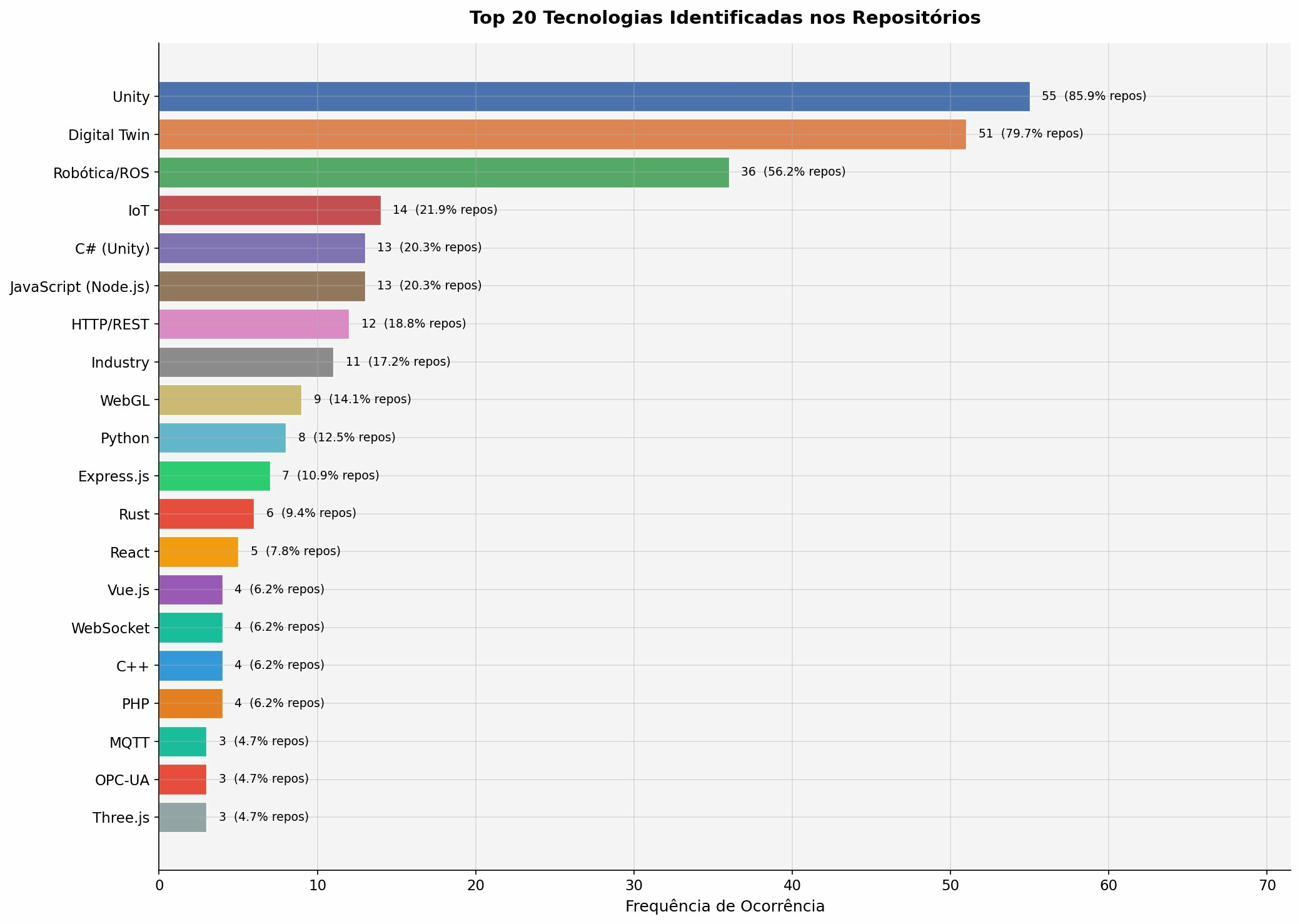 Top 20 Tecnologias Identificadas nos Repositórios
Unity 55 (85.9% repos)
Digital Twin 51 (79.7% repos)
Robótica/ROS 36 (56.2% repos)
IoT 14 (21.9% repos)
C# (Unity) 13 (20.3% repos)
JavaScript (Node.js) 13 (20.3% repos)
HTTP/REST 12 (18.8% repos)
Industry 11 (17.2% repos)
WebGL 9 (14.1% repos)
Python 8 (12.5% repos)
Express.js 7 (10.9% repos)
Rust 6 (9.4% repos)
React 5 (7.8% repos)
Vue.js 4 (6.2% repos)
WebSocket 4 (6.2% repos)
C++ 4 (6.2% repos)
PHP 4 (6.2% repos)
MQTT 3 (4.7% repos)
OPC-UA 3 (4.7% repos)
Three.js 3 (4.7% repos)
0 10 20 30 40 50 60 70
Frequência de Ocorrência